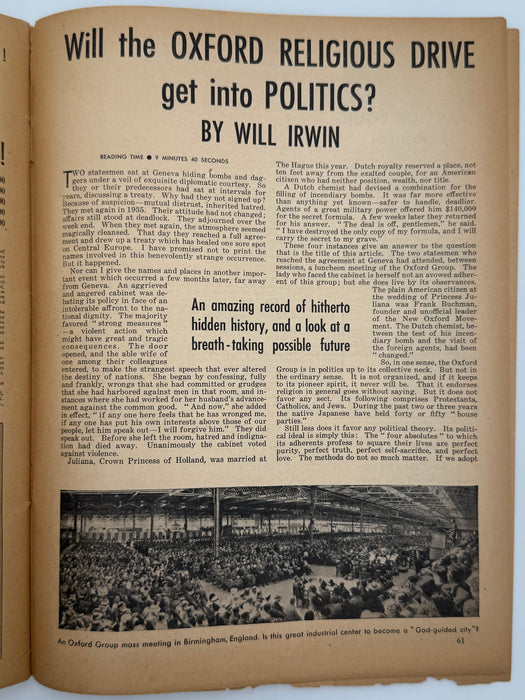 Will the OXFORD RELIGIOUS DRIVE
get into POLITICS?
BY WILL IRWIN
READING TIME ● 9 MINUTES 40 SECONDS
TWO statesmen sat at Geneva hiding bombs and dag-
gers under a veil of exquisite diplomatic courtesy. So
they or their predecessors had sat at intervals for
years, discussing a treaty. Why had they not signed up?
Because of suspicion—mutual distrust, inherited hatred.
They met again in 1935. Their attitude had not changed;
affairs still stood at deadlock. They adjourned over the
week end. When they met again, the atmosphere seemed
magically cleansed. That day they reached a full agree-
ment and drew up a treaty which has healed one sore spot
on Central Europe. I have promised not to print the
names involved in this benevolently strange occurrence.
But it happened.
Nor can I give the names and places in another impor-
tant event which occurred a few months later, far away
from Geneva. An aggrieved
and angered cabinet was de-
bating its policy in face of an
intolerable affront to the na-
tional dignity. The majority
favored "strong measures"
—a violent action which
might have great and tragic
consequences. The door
opened, and the able wife of
one among their colleagues
entered, to make the strangest speech that ever altered
the destiny of nations. She began by confessing, fully
and frankly, wrongs that she had committed or grudges
that she had harbored against men in that room, and in-
stances where she had worked for her husband's advance-
ment against the common good. "And now," she added
in effect, "if any one here feels that he has wronged me,
if any one has put his own interests above those of our
people, let him speak out—I will forgive him." They did
speak out. Before she left the room, hatred and indigna-
tion had died away. Unanimously the cabinet voted
against violence.
Juliana, Crown Princess of Holland, was married at
The Hague this year. Dutch royalty reserved a place, not
ten feet away from the exalted couple, for an American
citizen who had neither position, wealth, nor title.
A Dutch chemist had devised a combination for the
filling of incendiary bombs. It was far more effective
than anything yet known—safer to handle, deadlier.
Agents of a great military power offered him $140,000
for the secret formula. A few weeks later they returned
for his answer. "The deal is off, gentlemen," he said.
"I have destroyed the only copy of my formula, and I will
carry the secret to my grave."
These four instances give an answer to the question
that is the title of this article. The two statesmen who
reached the agreement at Geneva had attended, between
sessions, a luncheon meeting of the Oxford Group. The
lady who faced the cabinet is herself not an avowed adher-
ent of this group; but she does live by its observances.
The plain American citizen at
the wedding of Princess Ju-
liana was Frank Buchman,
founder and unofficial leader
of the New Oxford Move-
ment. The Dutch chemist, be-
tween the test of his incen-
diary bomb and the visit of
the foreign agents, had been
"changed."
So, in one sense, the Oxford
Group is in politics up to its collective neck. But not in
the ordinary sense. It is not organized, and if it keeps
to its pioneer spirit, it never will be. That it endorses
religion in general goes without saying. But it does not
favor any sect. Its following comprises Protestants,
Catholics, and Jews. During the past two or three years
the native Japanese have held forty or fifty "house
parties."
Still less does it favor any political theory. Its politi-
cal ideal is simply this: The "four absolutes" to which
its adherents profess to square their lives are perfect
purity, perfect truth, perfect self-sacrifice, and perfect
love. The methods do not so much matter. If we adopt
An amazing record of hitherto
hidden history, and a look at a
breath-taking possible future
An Oxford Group mass meeting in Birmingham, England. Is this great industrial center to become a "God-guided city"?
61